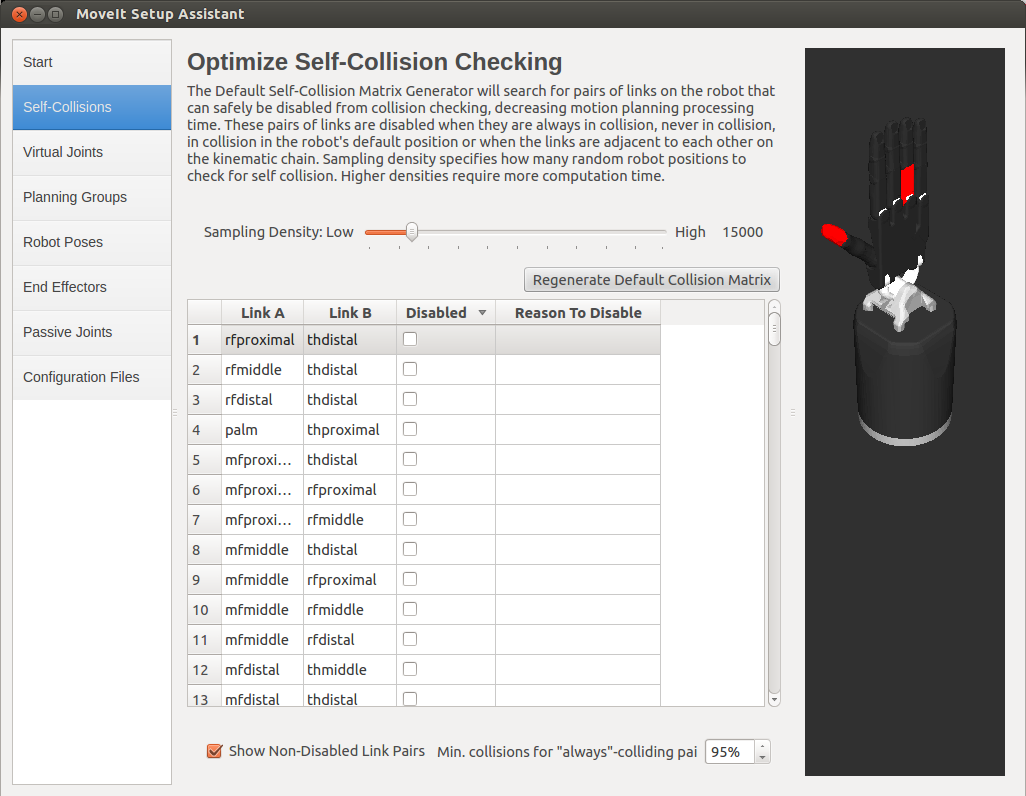 MoveIt Setup Assistant
Start
Self-Collisions
Virtual Joints
Planning Groups
Robot Poses
End Effectors
Passive Joints
Configuration Files
Optimize Self-Collision Checking
The Default Self-Collision Matrix Generator will search for pairs of links on the robot that
can safely be disabled from collision checking, decreasing motion planning processing
time. These pairs of links are disabled when they are always in collision, never in collision,
in collision in the robot's default position or when the links are adjacent to each other on
the kinematic chain. Sampling density specifies how many random robot positions to
check for self collision. Higher densities require more computation time.
Sampling Density: Low High 15000
Regenerate Default Collision Matrix
Link A Link B Disabled Reason To Disable
1 rfproximal thdistal
2 rfmiddle thdistal
3 rfdistal thdistal
4 palm thproximal
5 mfproxi... thdistal
6 mfproxi... rfproximal
7 mfproxi... rfmiddle
8 mfmiddle thdistal
9 mfmiddle rfproximal
10 mfmiddle rfmiddle
11 mfmiddle rfdistal
12 mfdistal thmiddle
13 mfdistal thdistal
Show Non-Disabled Link Pairs Min. collisions for "always"-colliding pai 95%